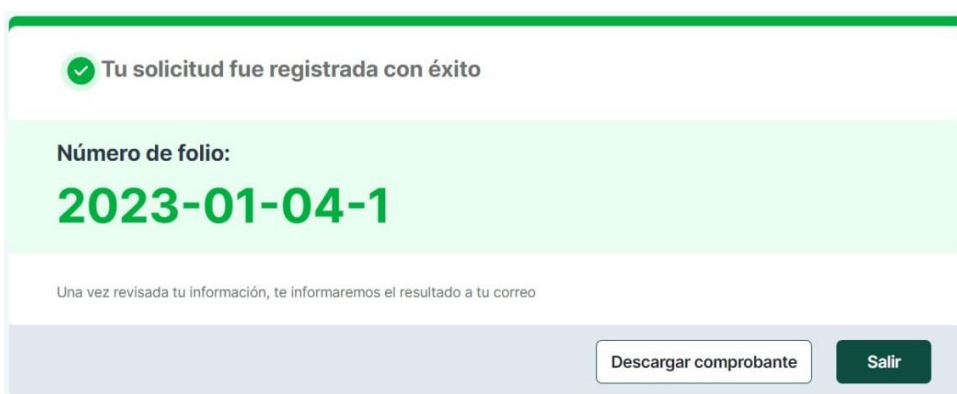 Tu solicitud fue registrada con éxito
Número de folio:
2023-01-04-1
Una vez revisada tu información, te informaremos el resultado a tu correo
Descargar comprobante
Salir